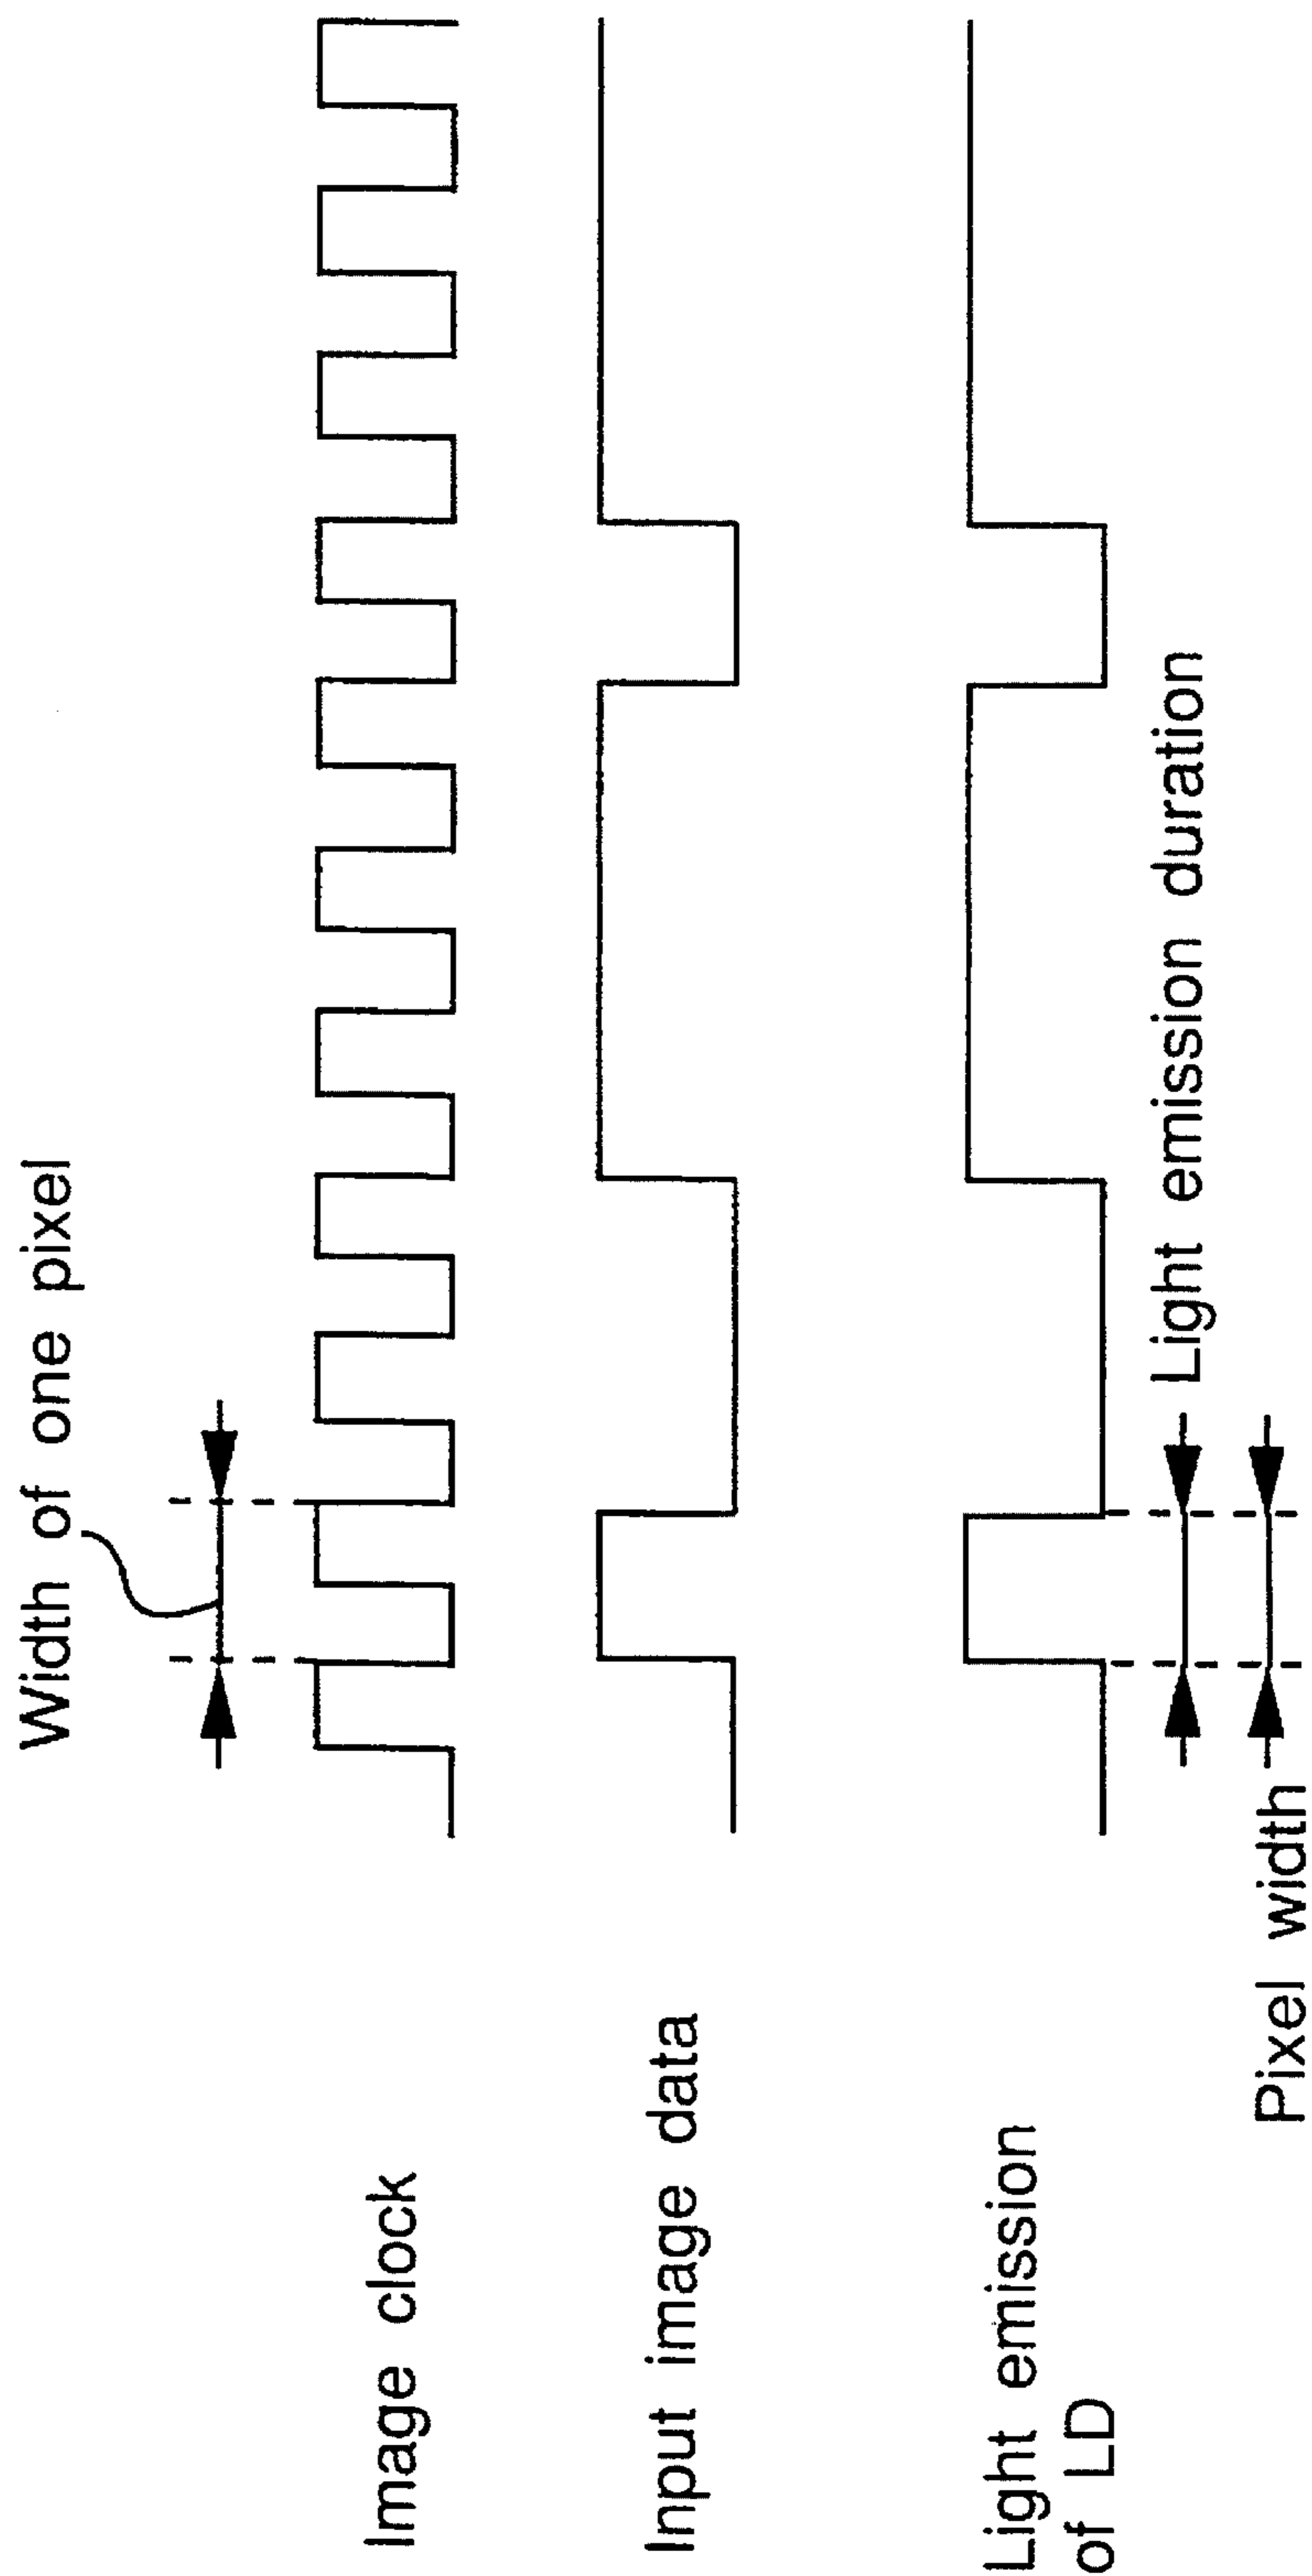 Width of one pixel
Image clock
Input image data
Light emission
of LD
Light emission duration
Pixel width